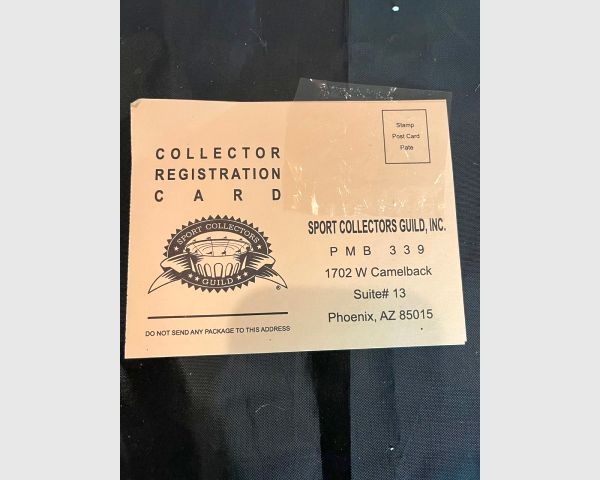 COLLECTOR
REGISTRATION
CARD
SPORT COLLECTORS
GUILD
®
DO NOT SEND ANY PACKAGE TO THIS ADDRESS
Stamp
Post Card
Pate
SPORT COLLECTORS GUILD, INC.
PMB 339
1702 W Camelback
Suite# 13
Phoenix, AZ 85015